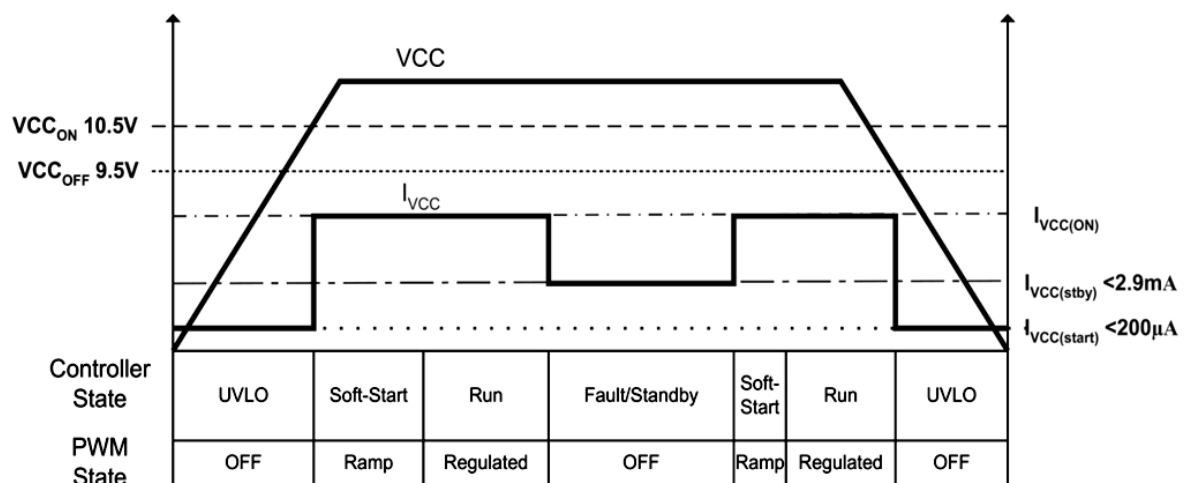 VCC
VCC_ON 10.5V
VCC_OFF 9.5V
I_VCC
I_VCC(ON)
I_VCC(stby) <2.9mA
I_VCC(start) <200µA
Controller
State
UVLO
Soft-Start
Run
Fault/Standby
Soft-
Start
Run
UVLO
PWM
State
OFF
Ramp
Regulated
OFF
Ramp
Regulated
OFF